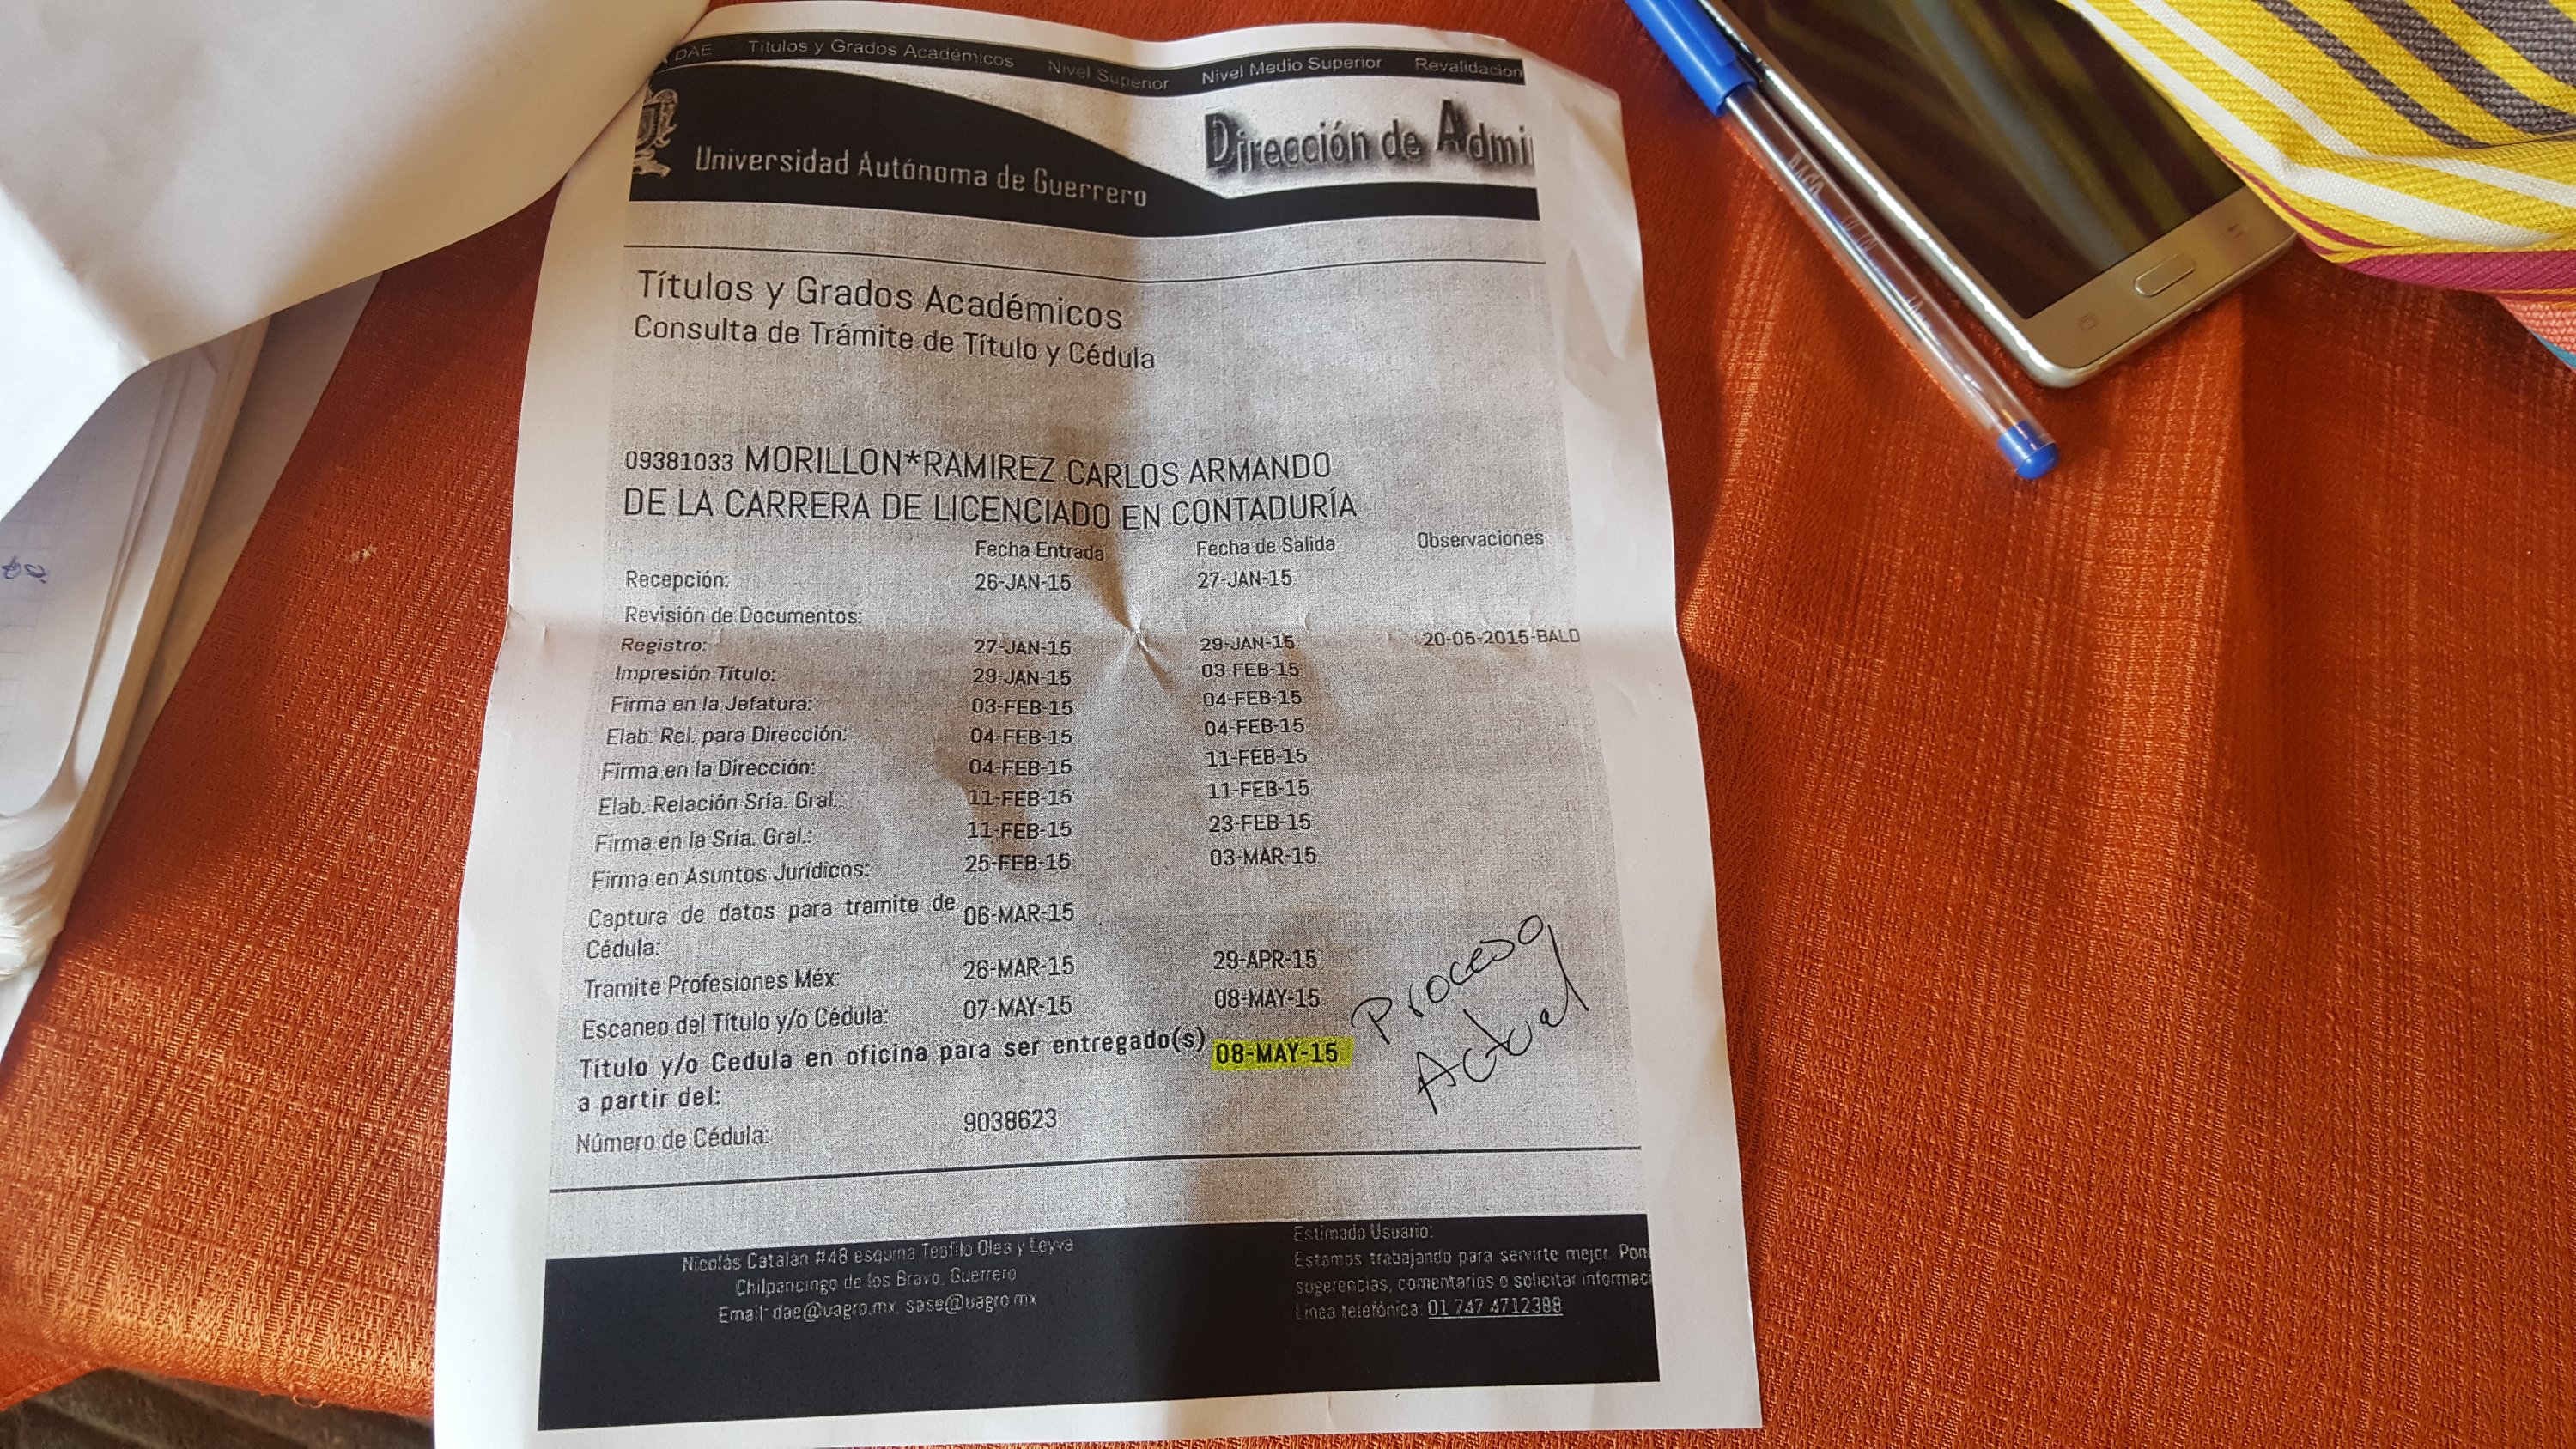 DAE Títulos y Grados Académicos Nivel Superior Nivel Medio Superior Revalidacion
Universidad Autónoma de Guerrero
Dirección de Admi
Títulos y Grados Académicos
Consulta de Trámite de Título y Cédula
09381033 MORILLON*RAMIREZ CARLOS ARMANDO
DE LA CARRERA DE LICENCIADO EN CONTADURÍA
Fecha Entrada Fecha de Salida Observaciones
Recepción: 26-JAN-15 27-JAN-15
Revisión de Documentos:
Registro: 27-JAN-15 29-JAN-15 20-05-2015-BALD
Impresión Titulo: 29-JAN-15 03-FEB-15
Firma en la Jefatura: 03-FEB-15 04-FEB-15
Elab. Rel. para Dirección: 04-FEB-15 04-FEB-15
Firma en la Dirección: 04-FEB-15 11-FEB-15
Elab. Relación Sría. Gral.: 11-FEB-15 11-FEB-15
Firma en la Sría. Gral.: 11-FEB-15 23-FEB-15
Firma en Asuntos Jurídicos: 25-FEB-15 03-MAR-15
Captura de datos para tramite de 06-MAR-15
Cédula:
Tramite Profesiones Méx: 26-MAR-15 29-APR-15
Escaneo del Título y/o Cédula: 07-MAY-15 08-MAY-15
Título y/o Cedula en oficina para ser entregado(s) 08-MAY-15
a partir del:
Proceso
Actual
Número de Cédula: 9038623
Nicolás Catalán #48 esquina Teofilo Olea y Leyva
Chilpancingo de los Bravo, Guerrero
Email: dae@uagro.mx, sase@uagro.mx
Estimado Usuario:
Estamos trabajando para servirte mejor. Pon
sugerencias, comentarios o solicitar informaci
Linea telefónica: 01 747 4712388